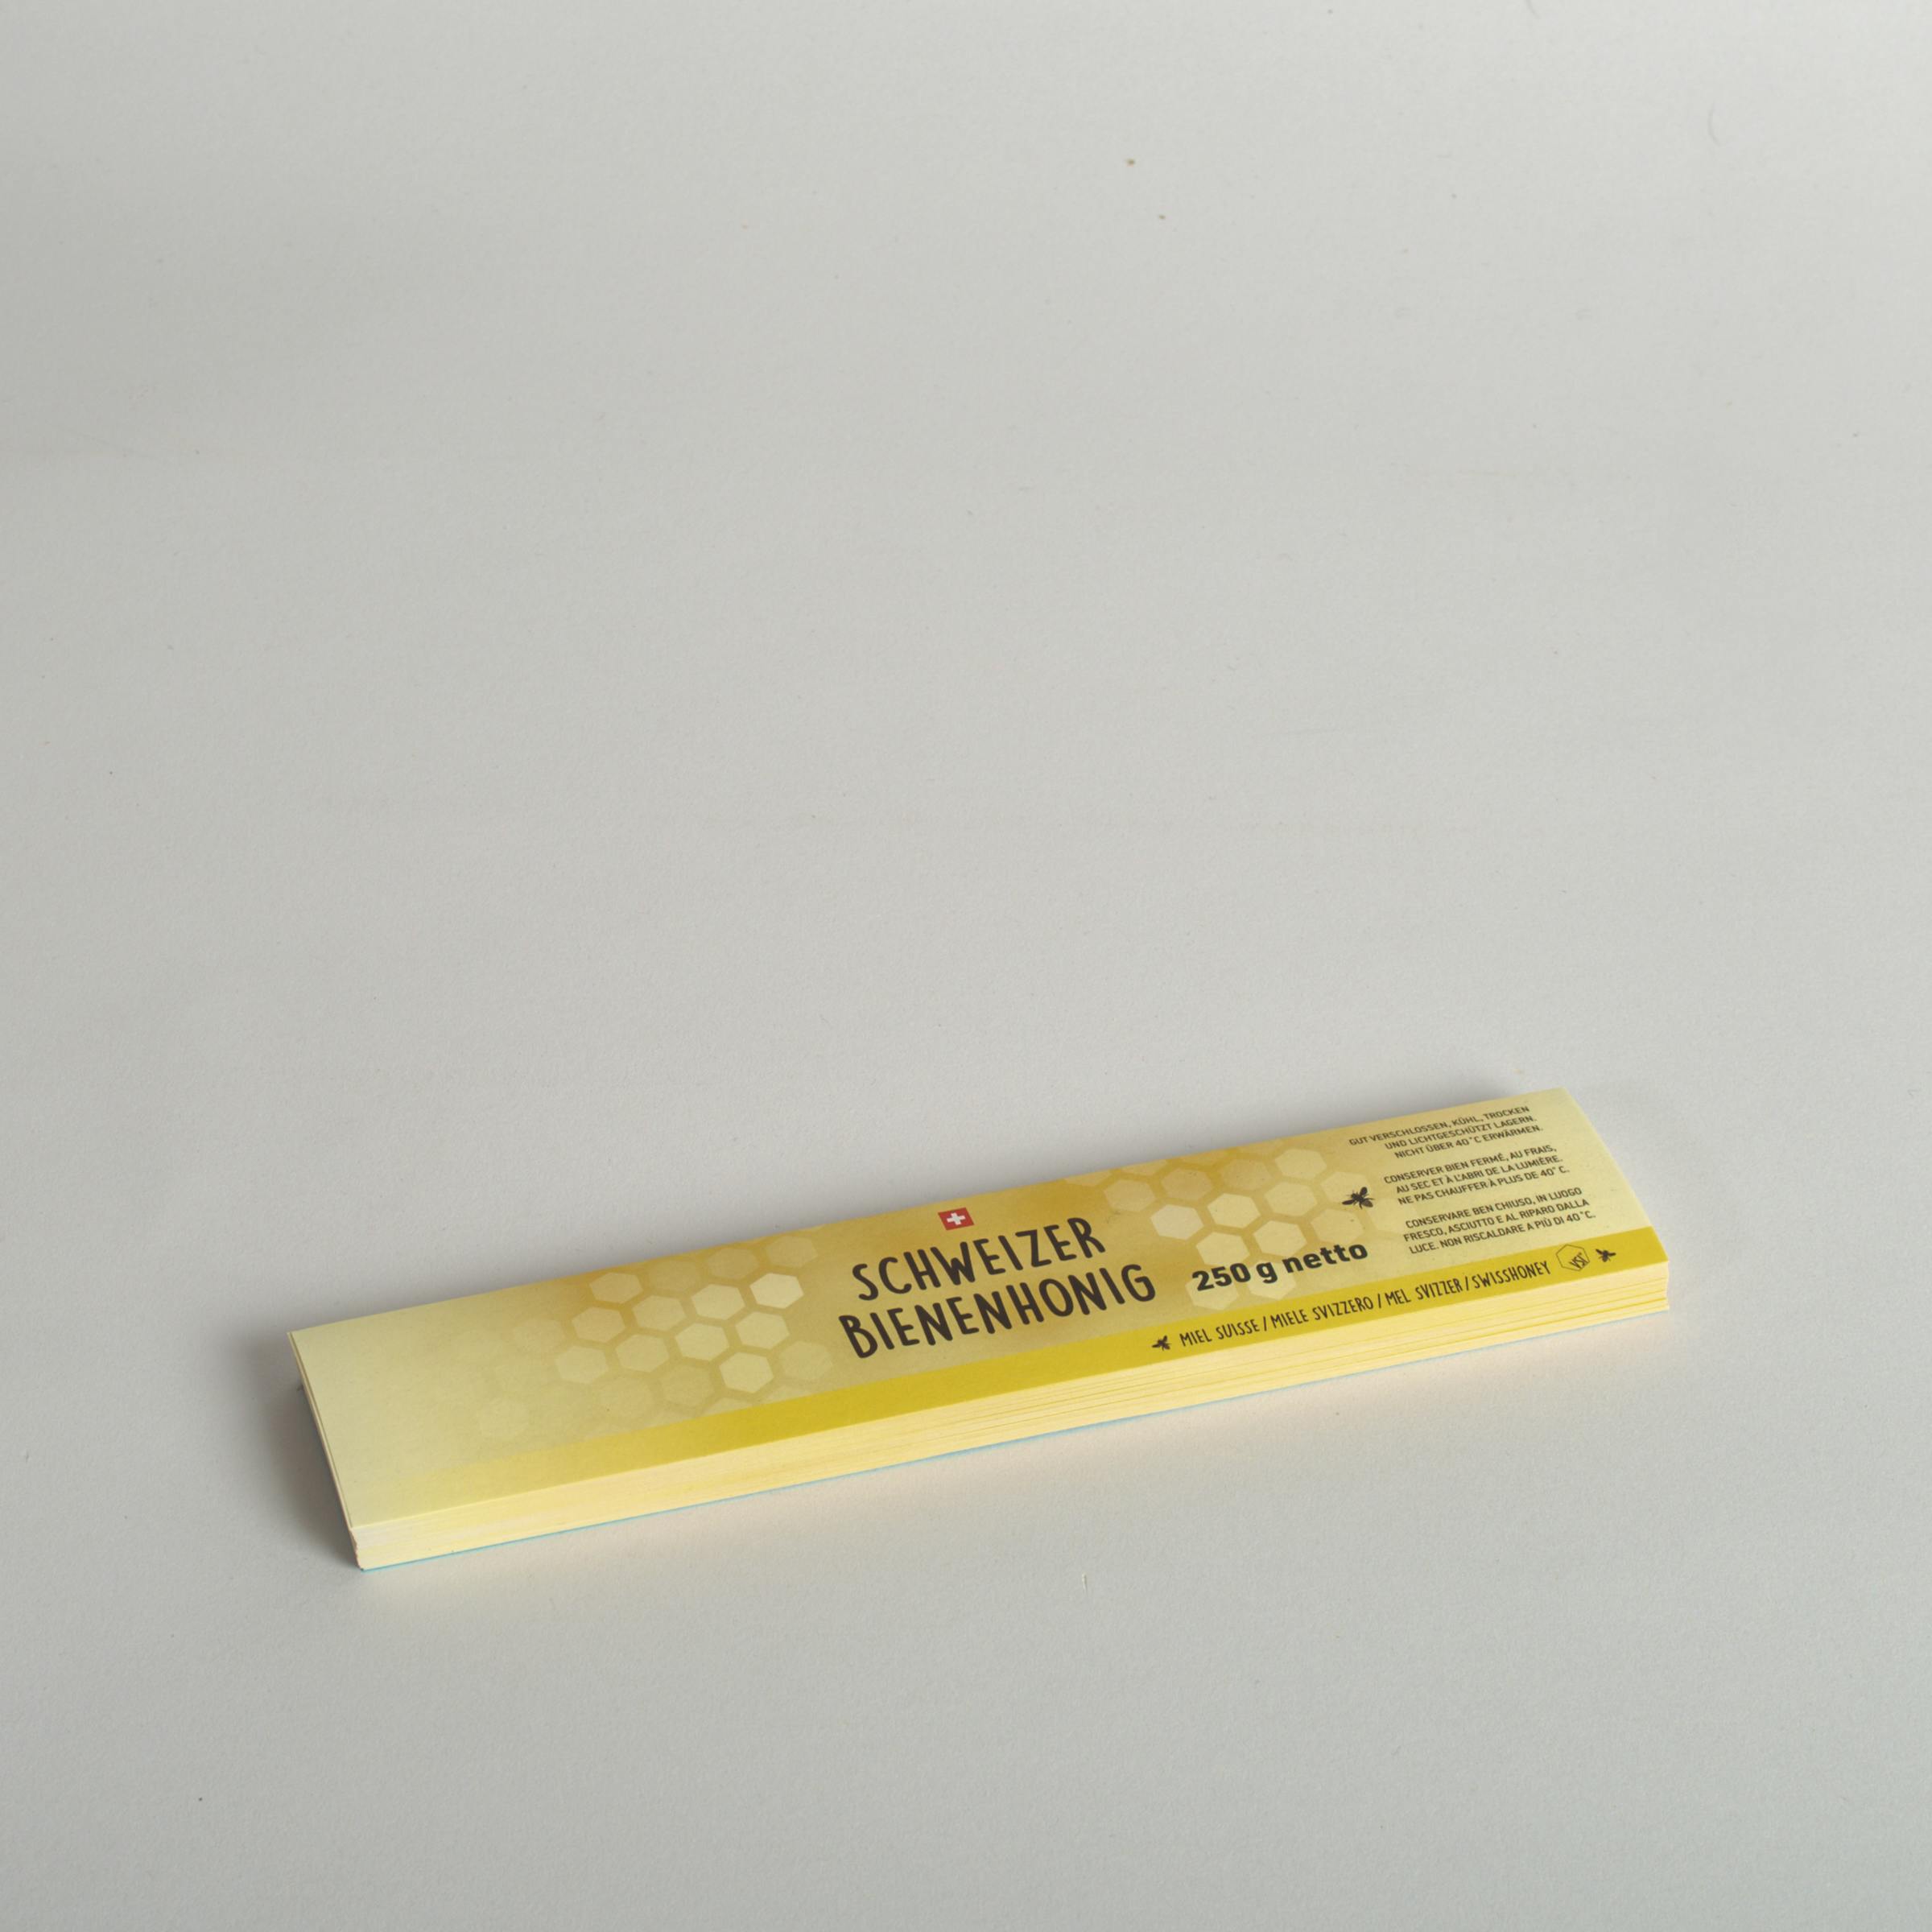 SCHWEIZER
BIENENHONIG
250 g netto
GUT VERSCHLOSSEN, KÜHL, TROCKEN
UND LICHTGESCHÜTZT LAGERN.
NICHT ÜBER 40°C ERWÄRMEN.
CONSERVER BIEN FERMÉ, AU FRAIS,
AU SEC ET À L'ABRI DE LA LUMIÈRE.
NE PAS CHAUFFER À PLUS DE 40° C.
CONSERVARE BEN CHIUSO, IN LUOGO
FRESCO, ASCIUTTO E AL RIPARO DALLA
LUCE. NON RISCALDARE A PIÙ DI 40°C.
MIEL SUISSE / MIELE SVIZZERO / MEL SVIZZER / SWISSHONEY